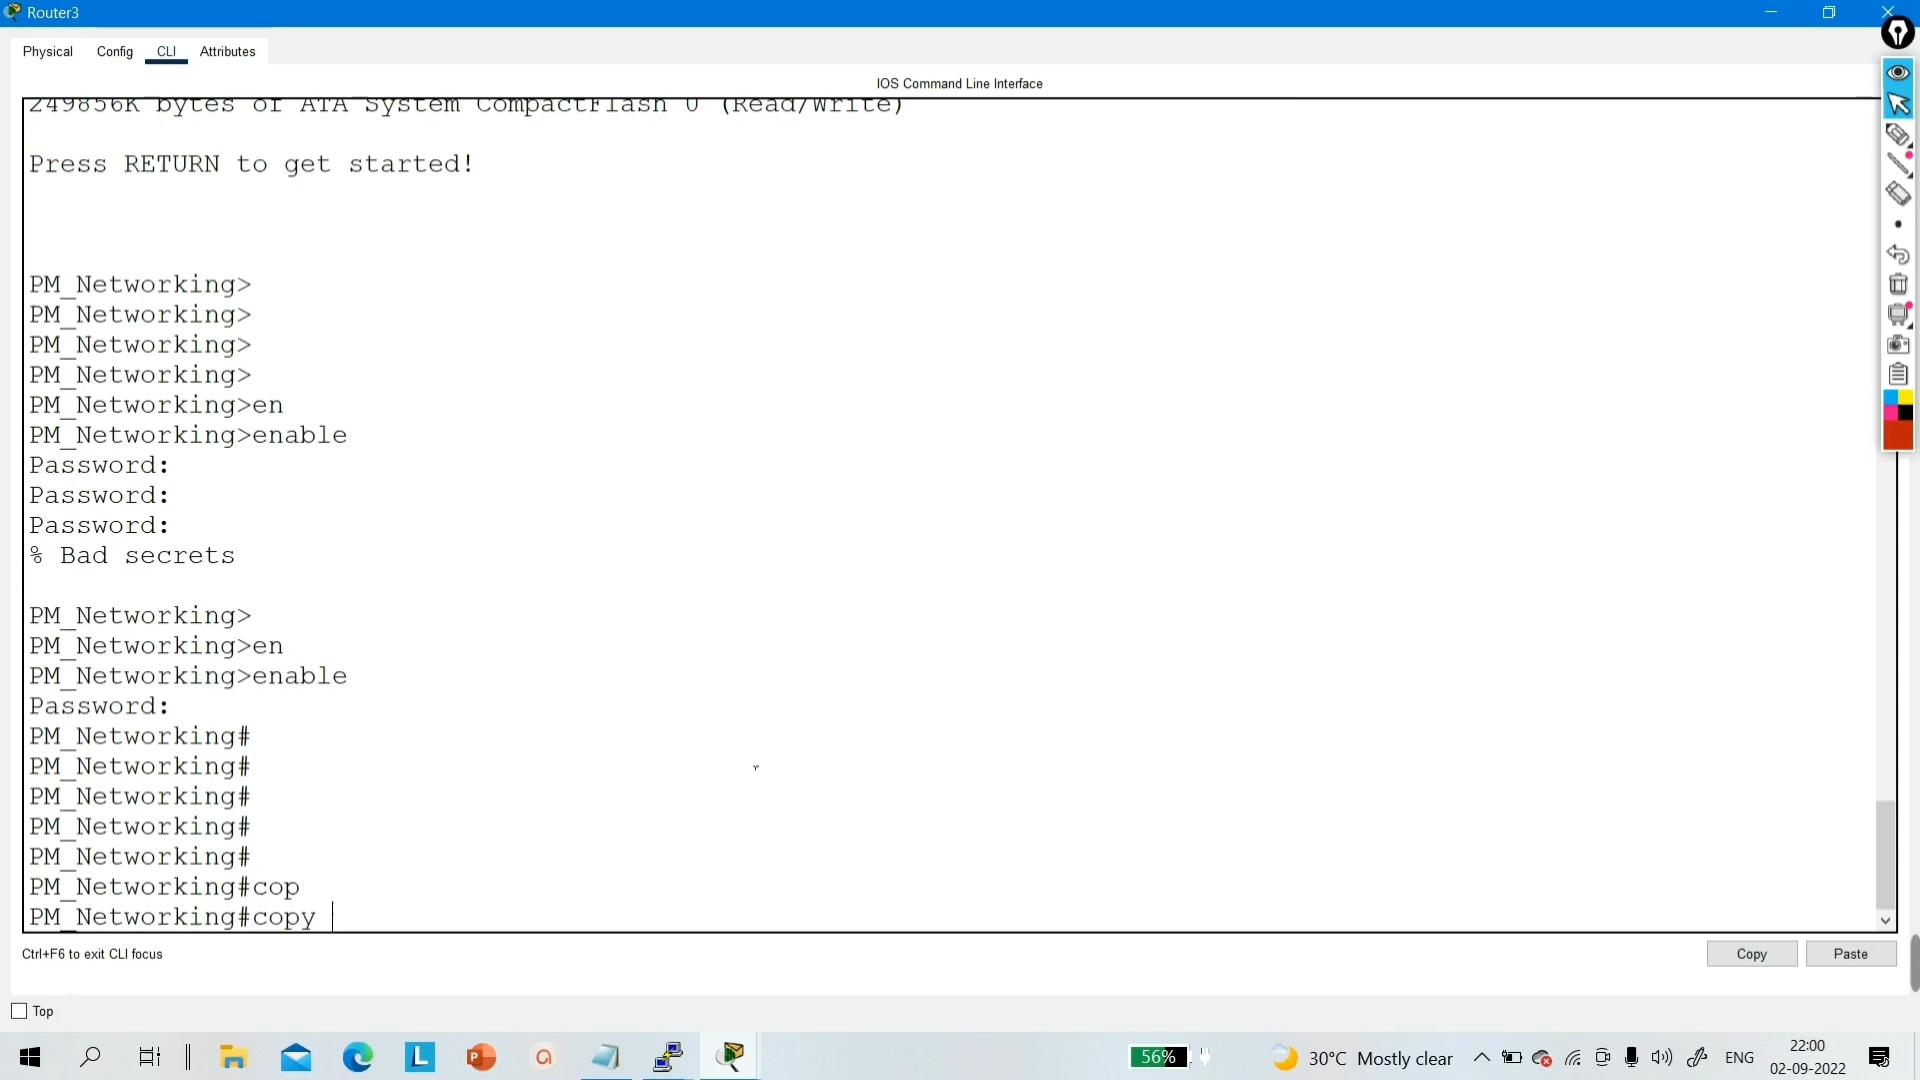 Router3
Physical Config CLI Attributes
IOS Command Line Interface
249856K bytes of ATA System CompactFlash 0 (Read/Write)
Press RETURN to get started!
PM_Networking>
PM_Networking>
PM_Networking>
PM_Networking>
PM_Networking>en
PM_Networking>enable
Password:
Password:
Password:
% Bad secrets
PM_Networking>
PM_Networking>en
PM_Networking>enable
Password:
PM_Networking#
PM_Networking#
PM_Networking#
PM_Networking#
PM_Networking#
PM_Networking#cop
PM_Networking#copy
Ctrl+F6 to exit CLI focus
Copy Paste
Top
56%
30°C Mostly clear
ENG
22:00
02-09-2022